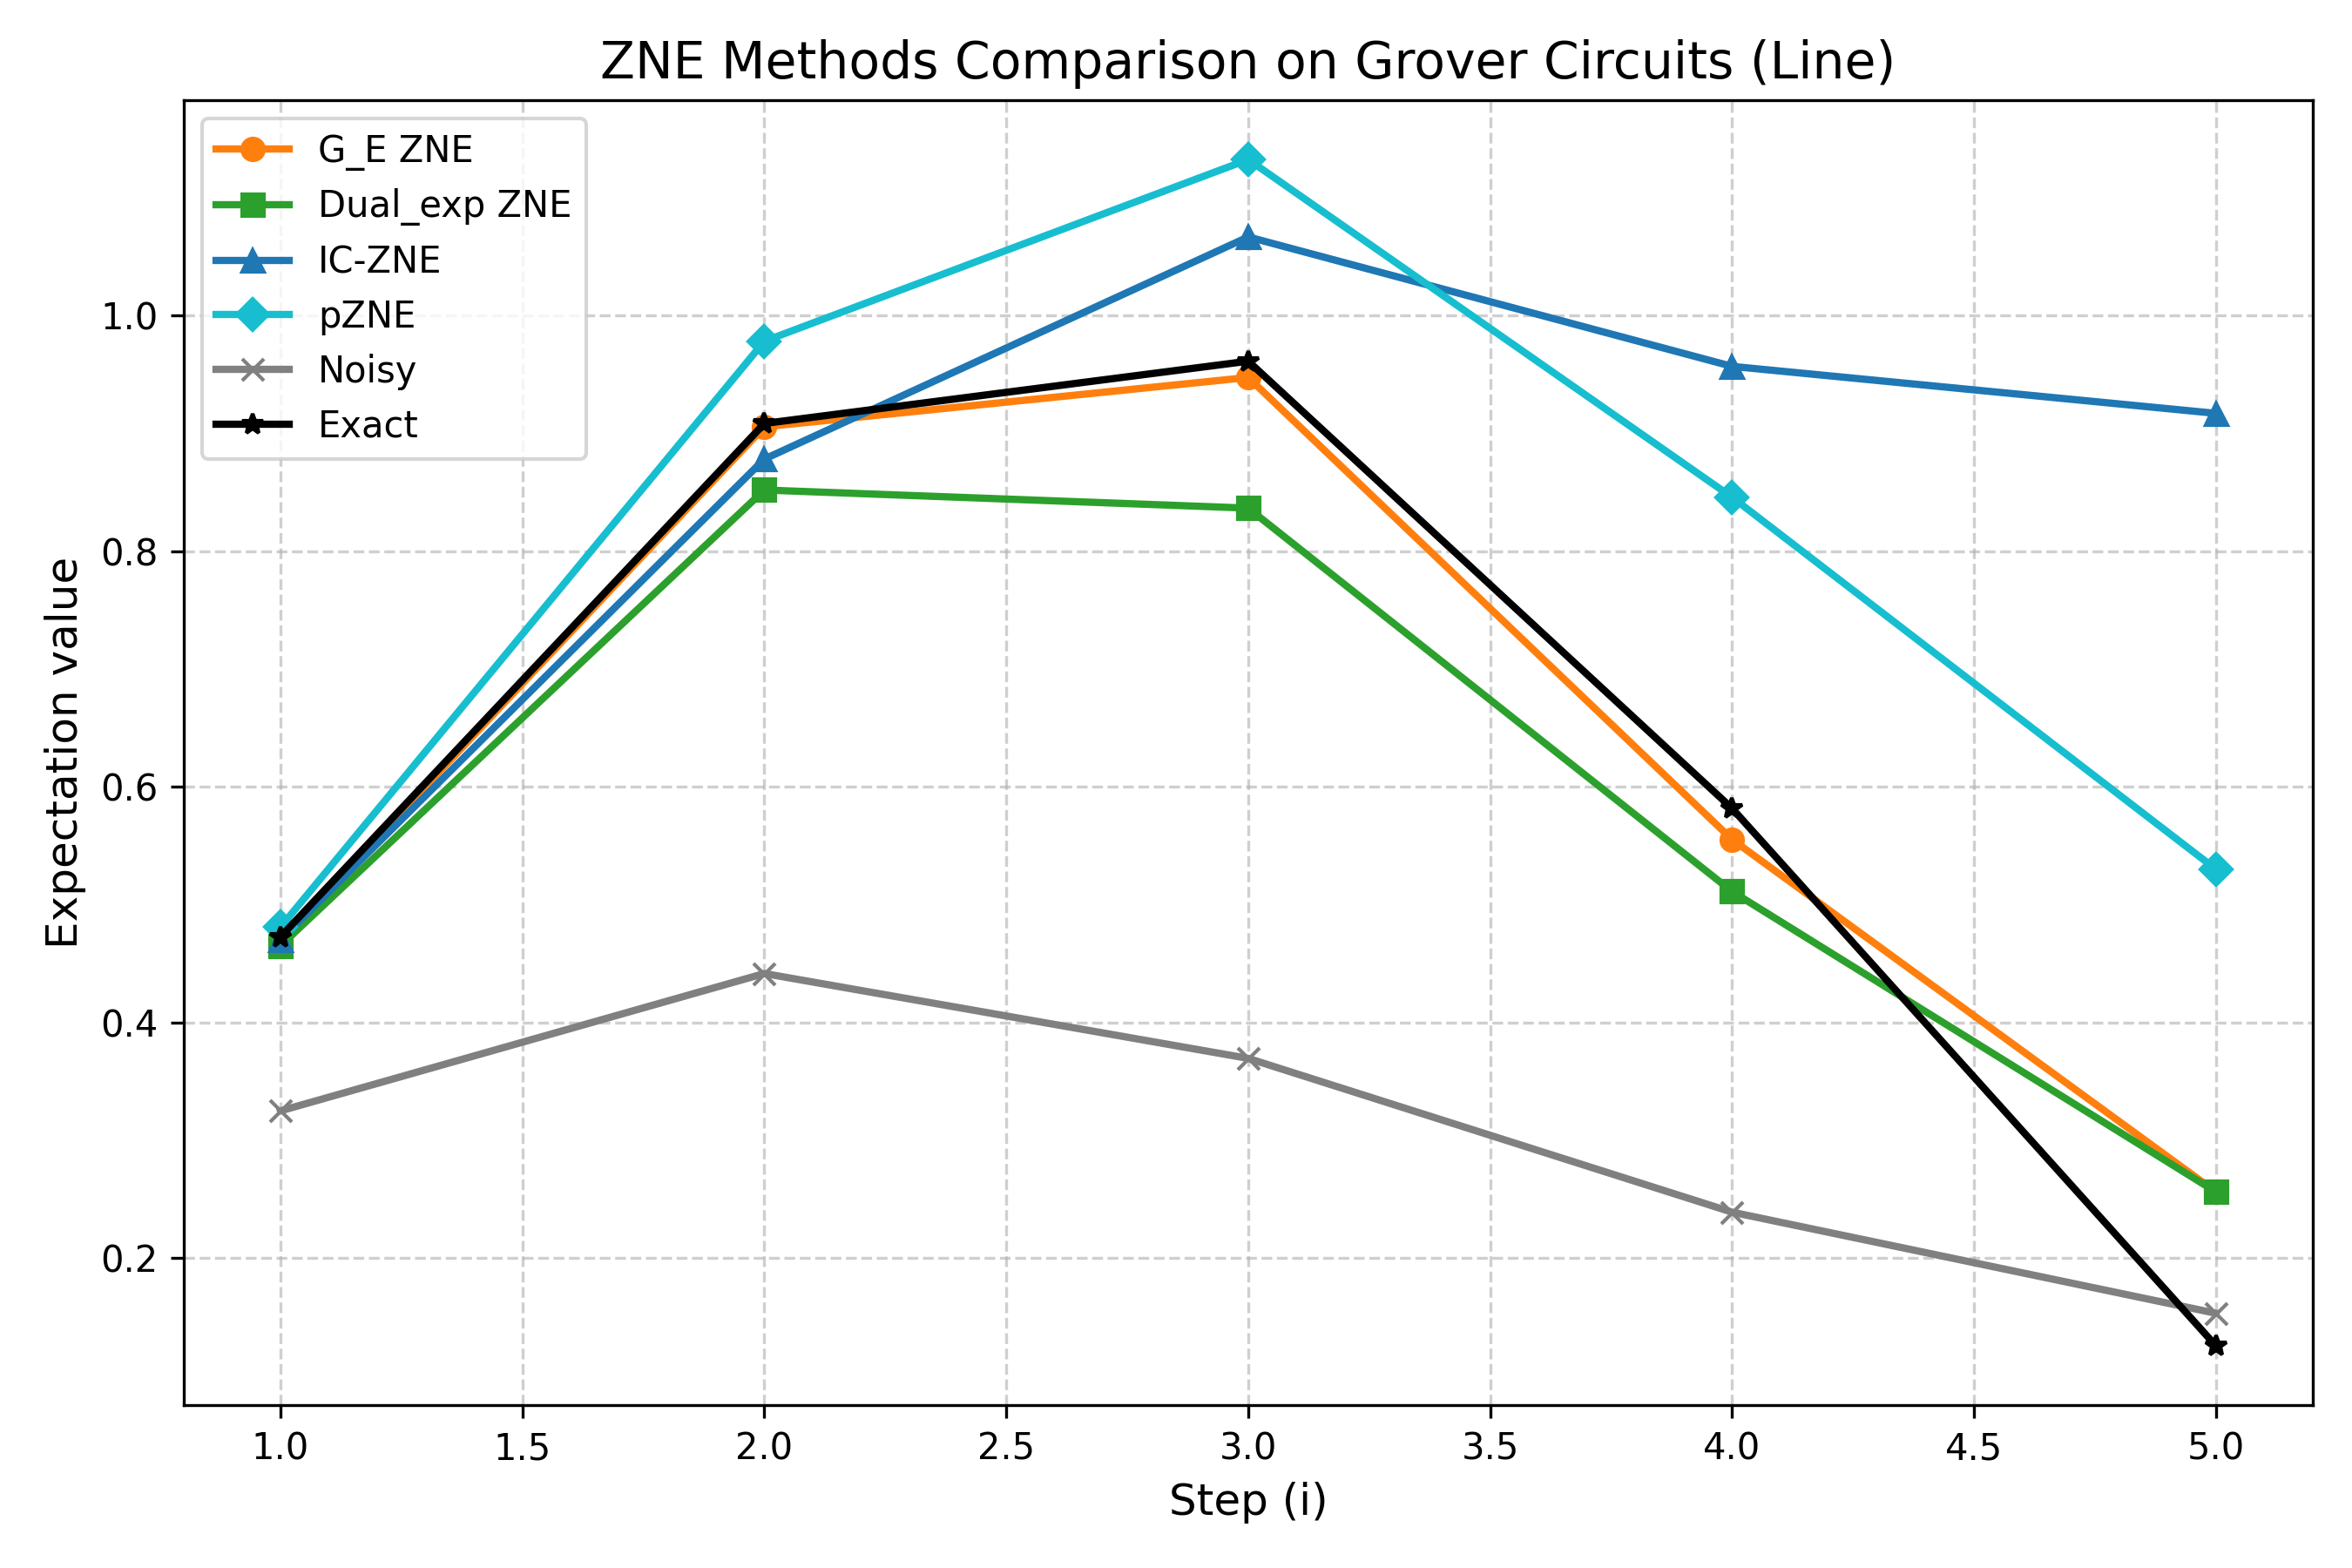 ZNE Methods Comparison on Grover Circuits (Line)
G_E ZNE
Dual_exp ZNE
IC-ZNE
pZNE
Noisy
Exact
Expectation value
1.0
0.8
0.6
0.4
0.2
1.0 1.5 2.0 2.5 3.0 3.5 4.0 4.5 5.0
Step (i)